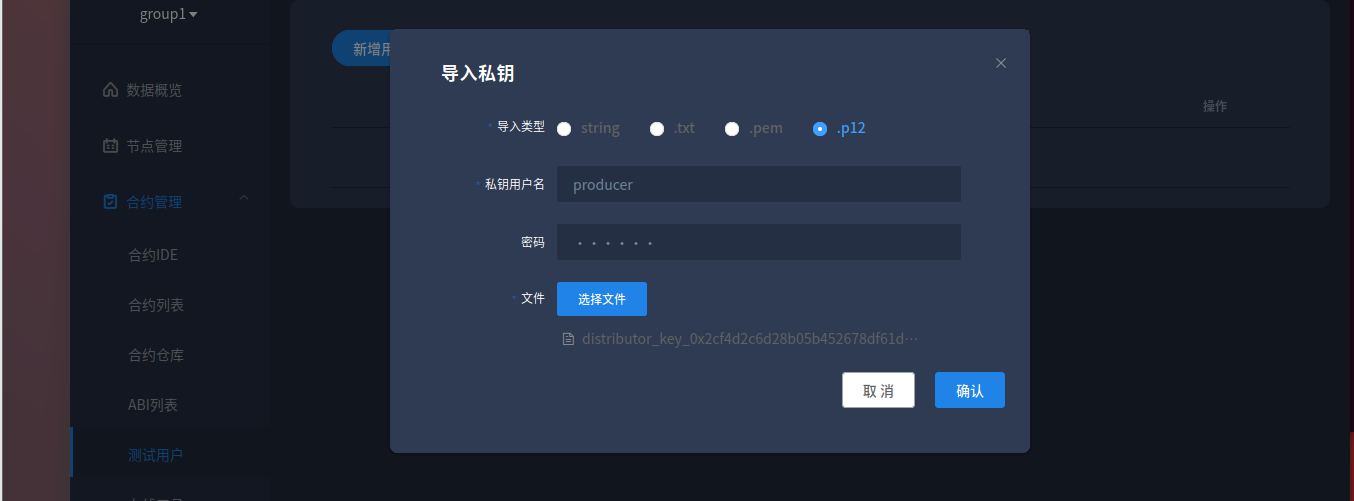 group1
新增用
导入私钥
数据概览
操作
导入类型 string .txt .pem .p12
节点管理
私钥用户名 producer
合约管理
密码 ······
合约IDE
文件 选择文件
合约列表
distributor_key_0x2cf4d2c6d28b05b452678df61d···
合约仓库
取 消 确认
ABI列表
测试用户